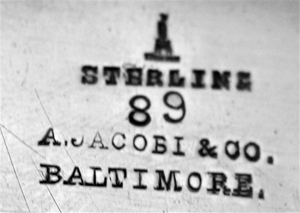 STERLING
89
A. JACOBI & CO.
BALTIMORE.